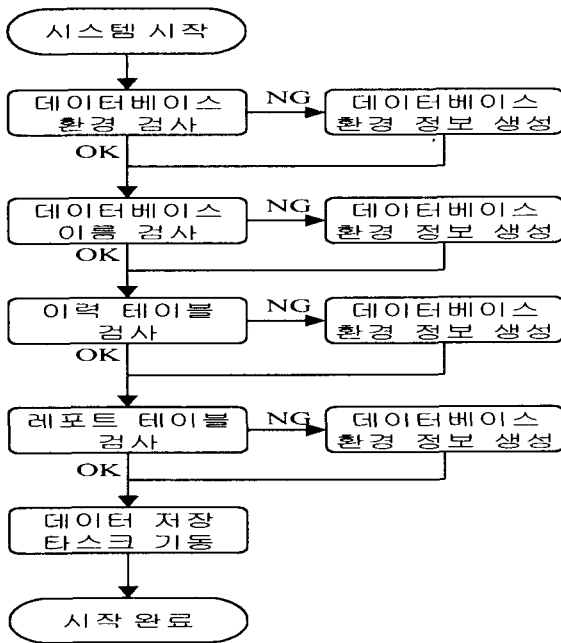 시스템 시작
데이터베이스
환경 검사
NG
데이터베이스
환경 정보 생성
OK
데이터베이스
이름 검사
NG
데이터베이스
환경 정보 생성
OK
이력 테이블
검사
NG
데이터베이스
환경 정보 생성
OK
레포트 테이블
검사
NG
데이터베이스
환경 정보 생성
OK
데이터 저장
타스크 기동
시작 완료